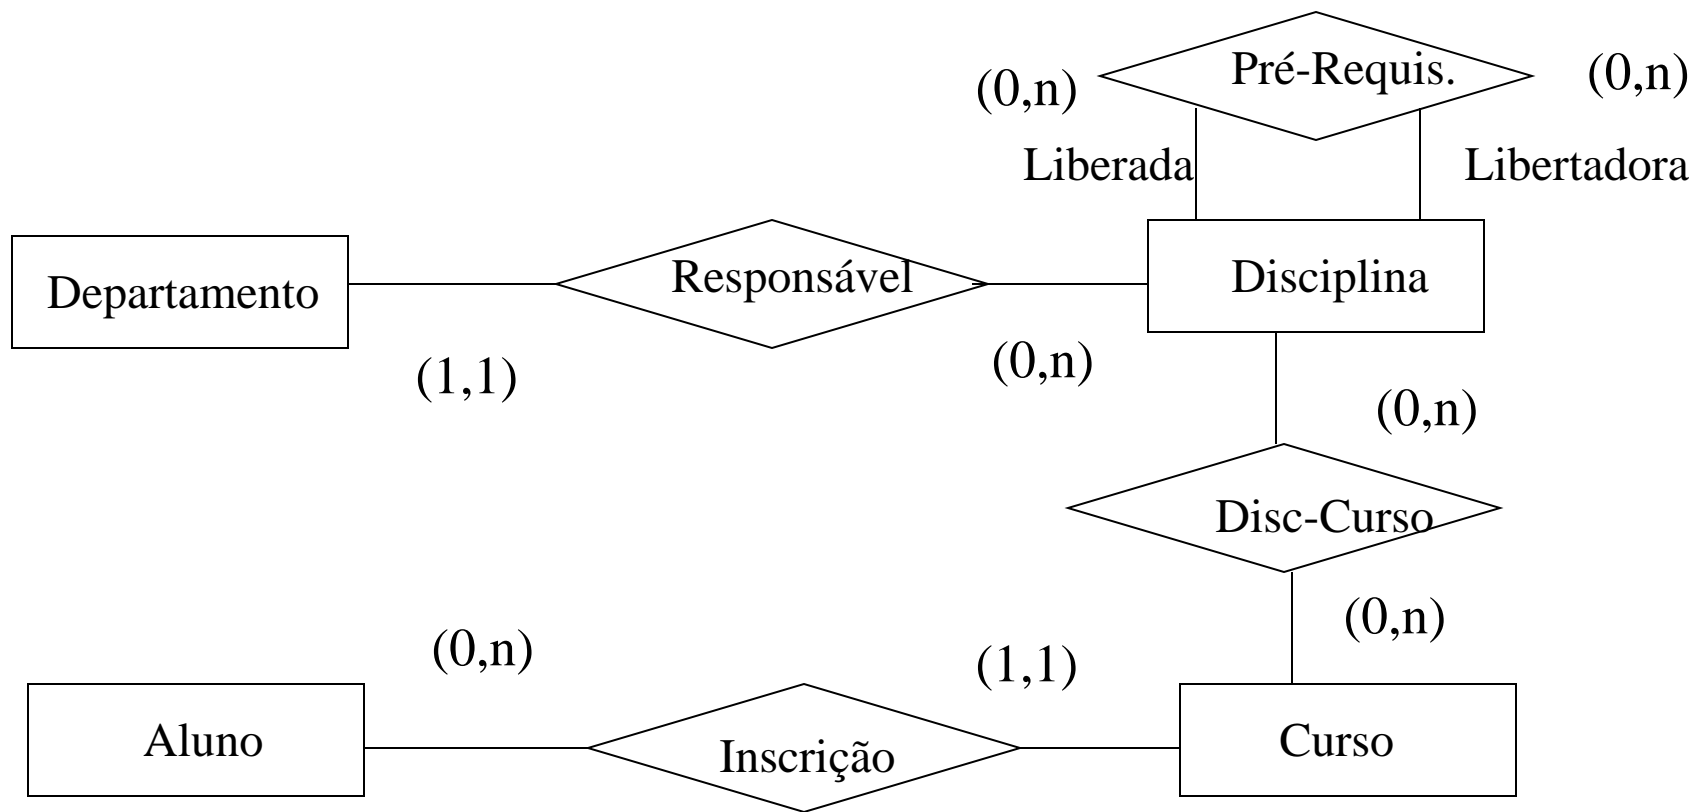 Pré-Requis.
(0,n)
(0,n)
Liberada
Libertadora
Departamento
Responsável
Disciplina
(1,1)
(0,n)
(0,n)
Disc-Curso
(0,n)
(0,n)
(1,1)
Aluno
Inscrição
Curso